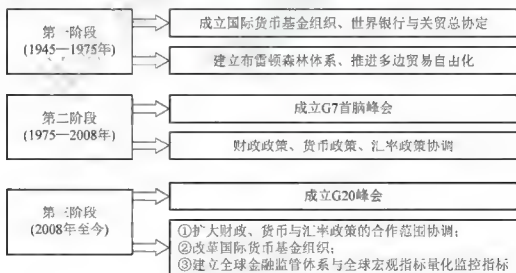 第一阶段
(1945—1975年)
成立国际货币基金组织、世界银行与关贸总协定
建立布雷顿森林体系、推进多边贸易自由化
第二阶段
(1975—2008年)
成立G7首脑峰会
财政政策、货币政策、汇率政策协调
第三阶段
(2008年至今)
成立G20峰会
①扩大财政、货币与汇率政策的合作范围协调;
②改革国际货币基金组织;
③建立全球金融监管体系与全球宏观指标量化监控指标